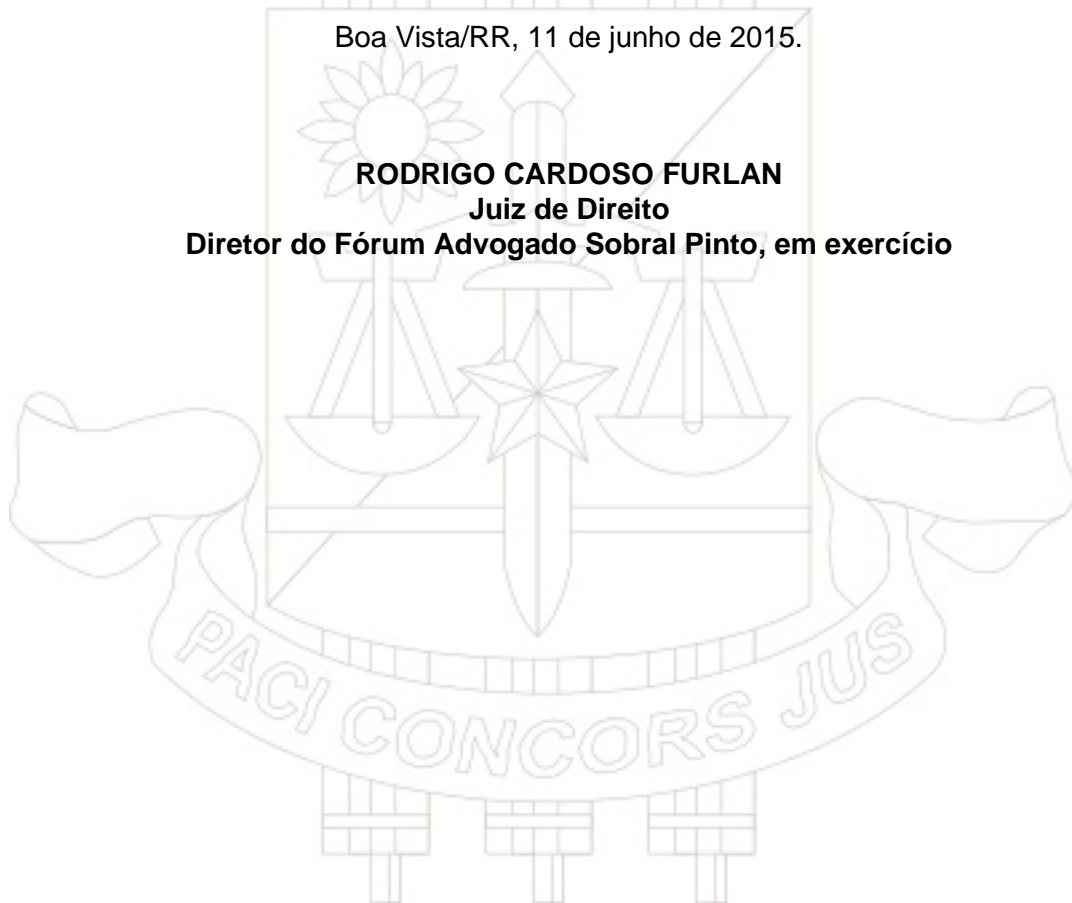 Boa Vista/RR, 11 de junho de 2015.
RODRIGO CARDOSO FURLAN
Juiz de Direito
Diretor do Fórum Advogado Sobral Pinto, em exercício
PACI CONCORS JUS